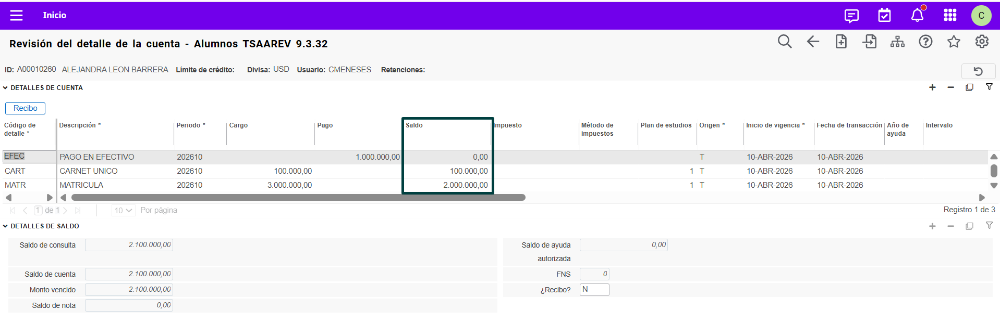 Inicio
C
Revisión del detalle de la cuenta - Alumnos TSAAREV 9.3.32
ID: A00010260 ALEJANDRA LEON BARRERA Límite de crédito: Divisa: USD Usuario: CMENESES Retenciones:
DETALLES DE CUENTA
Recibo
Código de detalle * Descripción * Periodo * Cargo Pago Saldo Impuesto Método de impuestos Plan de estudios Origen * Inicio de vigencia * Fecha de transacción Año de ayuda Intervalo
EFEC PAGO EN EFECTIVO 202610 1.000.000,00 0,00 T 10-ABR-2026 10-ABR-2026
CART CARNET UNICO 202610 100.000,00 100.000,00 1 T 10-ABR-2026 10-ABR-2026
MATR MATRICULA 202610 3.000.000,00 2.000.000,00 1 T 10-ABR-2026 10-ABR-2026
1 de 1 10 Por página Registro 1 de 3
DETALLES DE SALDO
Saldo de consulta 2.100.000,00 Saldo de ayuda autorizada 0,00
Saldo de cuenta 2.100.000,00 FNS 0
Monto vencido 2.100.000,00 ¿Recibo? N
Saldo de nota 0,00